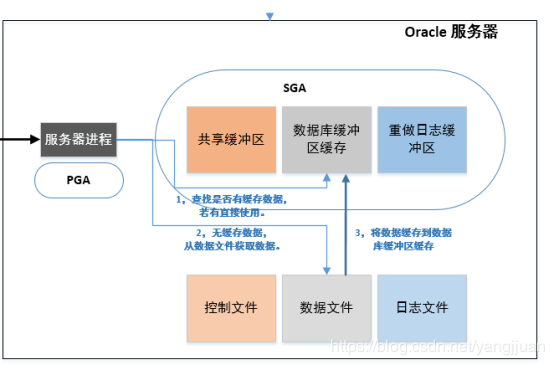 Oracle 服务器
SGA
共享缓冲区
数据库缓冲
区缓存
重做日志缓
冲区
服务器进程
PGA
1，查找是否有缓存数据，
若有直接使用。
2，无缓存数据，
从数据文件获取数据。
3，将数据缓存到数据
库缓冲区缓存
控制文件
数据文件
日志文件
https://blog.csdn.net/yangjjuan